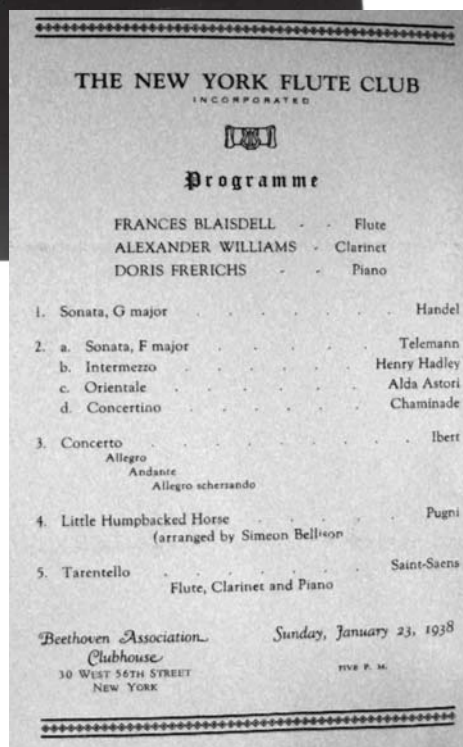 THE NEW YORK FLUTE CLUB
INCORPORATED
Programme
FRANCES BLAISDELL - - Flute
ALEXANDER WILLIAMS - Clarinet
DORIS FRERICHS - - Piano
1. Sonata, G major . . . . . Handel
2. a. Sonata, F major . . . . . Telemann
b. Intermezzo . . . . . Henry Hadley
c. Orientale . . . . . Alda Astori
d. Concertino . . . . . Chaminade
3. Concerto . . . . . Ibert
Allegro
Andante
Allegro scherzando
4. Little Humpbacked Horse . . . . Pugni
(arranged by Simeon Bellison
5. Tarentello . . . . . Saint-Saens
Flute, Clarinet and Piano
Beethoven Association Sunday, January 23, 1938
Clubhouse
30 WEST 56TH STREET FIVE P. M.
NEW YORK